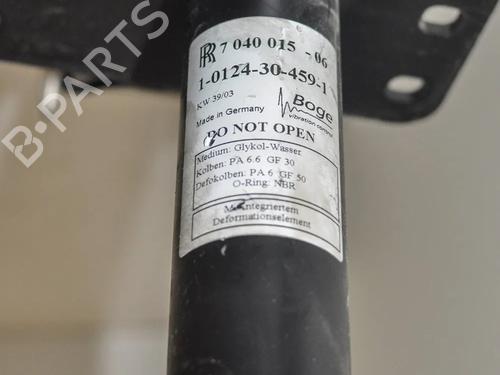 RR 7 040 015 - 06
1-0124-30-459-1
KW 39/03
Made in Germany
Boge
vibration control
DO NOT OPEN
Medium: Glykol-Wasser
Kolben: PA 6.6 GF 30
Defokolben: PA 6 GF 50
O-Ring: NBR
Mit integriertem
Deformationselement
B-PARTS